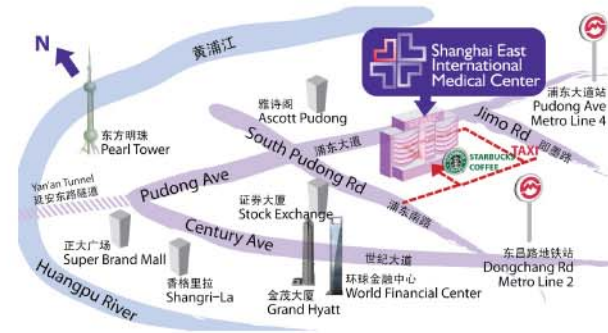 N
黄浦江
Shanghai East
International
Medical Center
浦东大道站
Pudong Ave
Metro Line 4
雅诗阁
Ascott Pudong
东方明珠
Pearl Tower
South Pudong Rd
浦东大道
Jimo Rd
即墨路
TAXI
STARBUCKS
COFFEE
Yan'an Tunnel
延安东路隧道
Pudong Ave
证券大厦
Stock Exchange
浦东南路
正大广场
Super Brand Mall
Century Ave
世纪大道
东昌路地铁站
Dongchang Rd
Metro Line 2
香格里拉
Shangri-La
金茂大厦
Grand Hyatt
环球金融中心
World Financial Center
Huangpu River